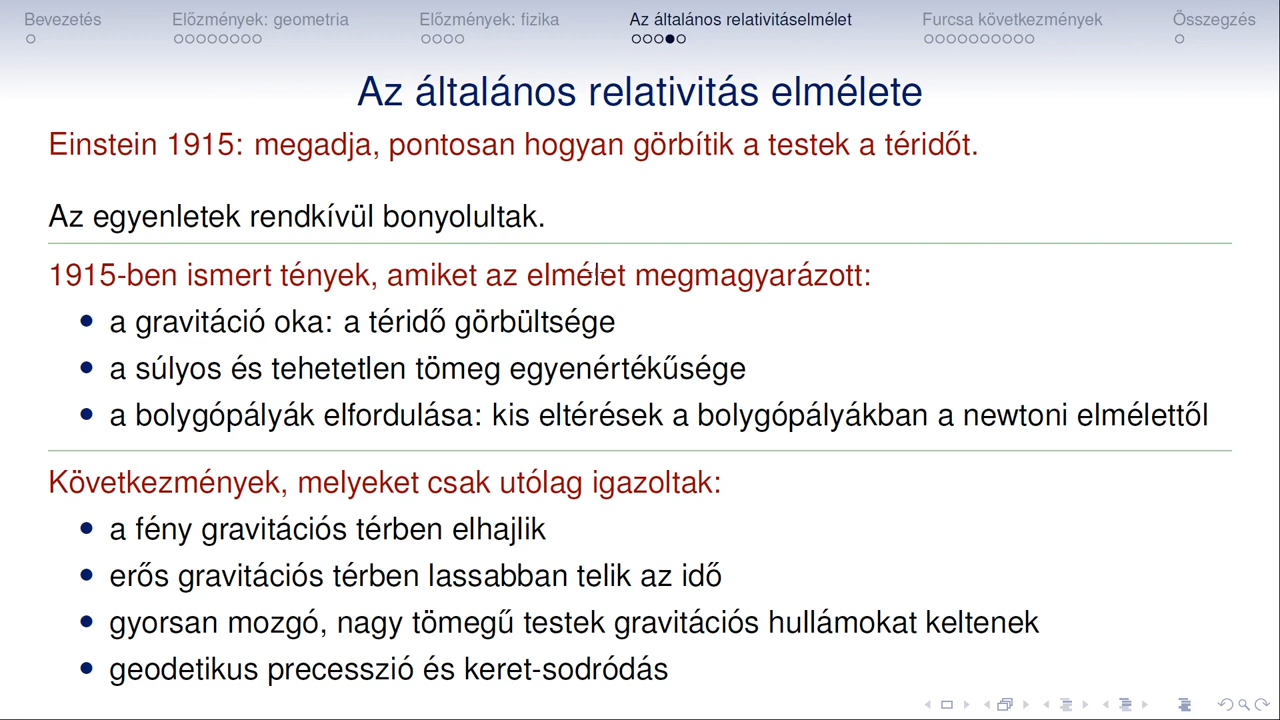 Bevezetés
Előzmények: geometria
Előzmények: fizika
Az általános relativitáselmélet
Furcsa következmények
Összegzés
Az általános relativitás elmélete
Einstein 1915: megadja, pontosan hogyan görbítik a testek a téridőt.
Az egyenletek rendkívül bonyolultak.
1915-ben ismert tények, amiket az elmélet megmagyarázott:
a gravitáció oka: a téridő görbültsége
a súlyos és tehetetlen tömeg egyenértékűsége
a bolygópályák elfordulása: kis eltérések a bolygópályákban a newtoni elmélettől
Következmények, melyeket csak utólag igazoltak:
a fény gravitációs térben elhajlik
erős gravitációs térben lassabban telik az idő
gyorsan mozgó, nagy tömegű testek gravitációs hullámokat keltenek
geodetikus precesszió és keret-sodródás